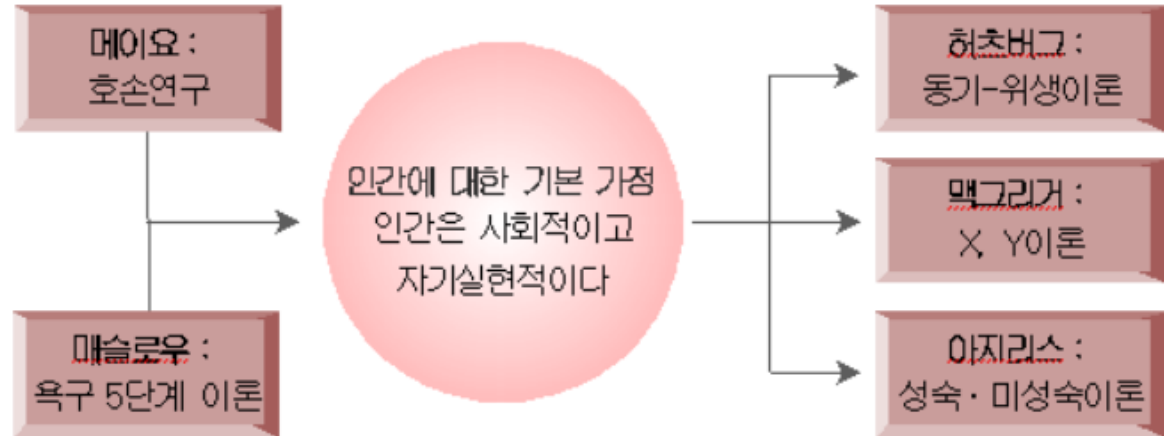 메이요 :
호손연구
매슬로우 :
욕구 5단계 이론
인간에 대한 기본 가정
인간은 사회적이고
자기실현적이다
허츠버그 :
동기-위생이론
맥그리거 :
X, Y이론
아지리스 :
성숙·미성숙이론